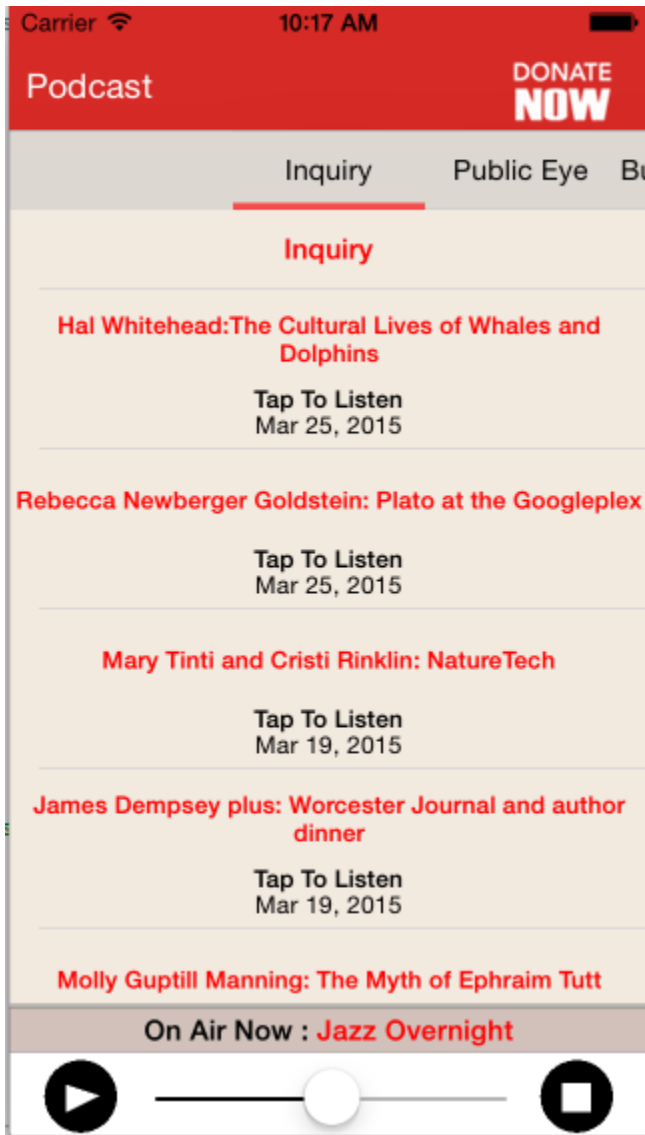 Carrier 10:17 AM
Podcast
DONATE
NOW
Inquiry Public Eye Bu
Inquiry
Hal Whitehead:The Cultural Lives of Whales and
Dolphins
Tap To Listen
Mar 25, 2015
Rebecca Newberger Goldstein: Plato at the Googleplex
Tap To Listen
Mar 25, 2015
Mary Tinti and Cristi Rinklin: NatureTech
Tap To Listen
Mar 19, 2015
James Dempsey plus: Worcester Journal and author
dinner
Tap To Listen
Mar 19, 2015
Molly Guptill Manning: The Myth of Ephraim Tutt
On Air Now : Jazz Overnight